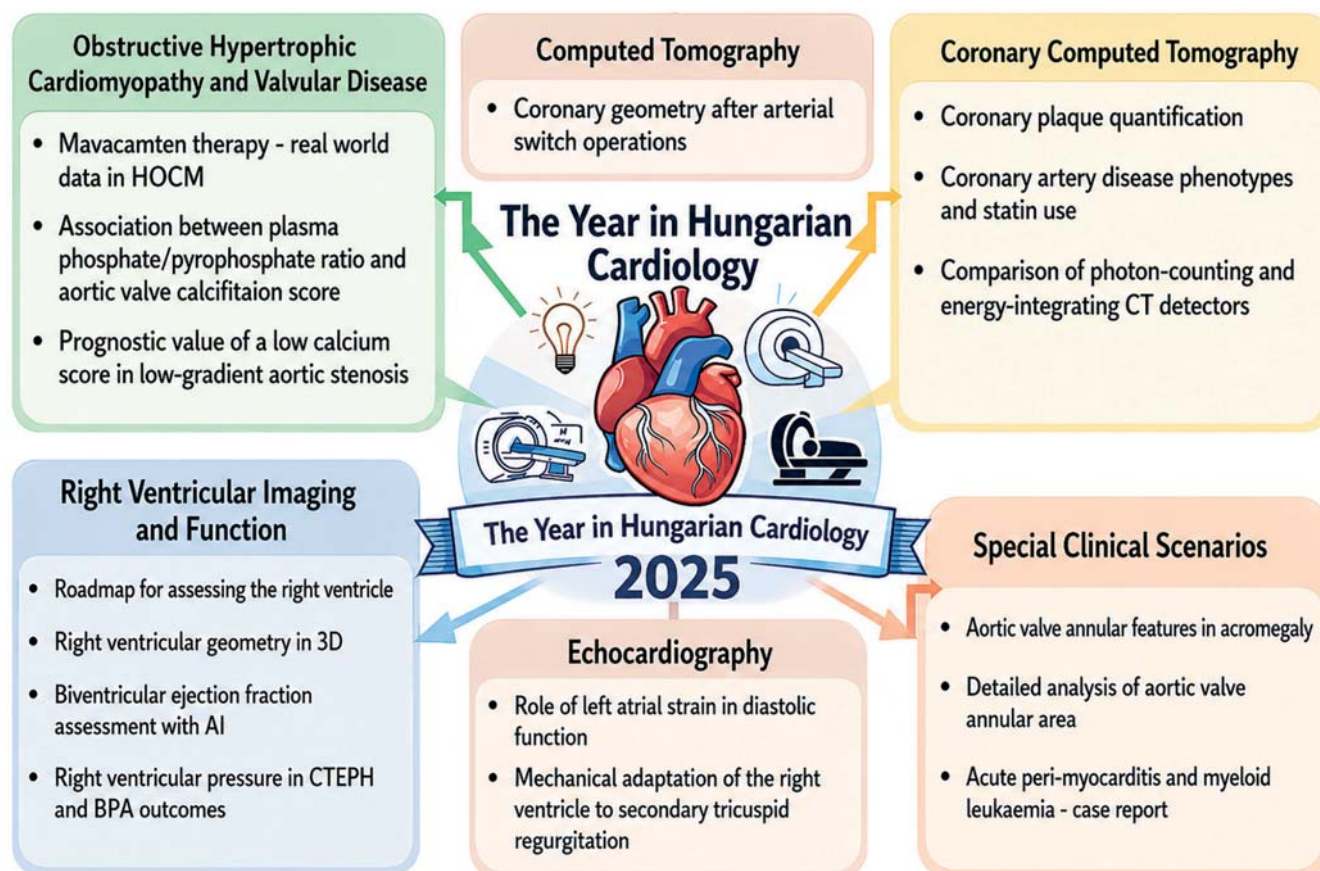 Obstructive Hypertrophic
Cardiomyopathy and Valvular Disease
• Mavacamten therapy - real world
data in HOCM
• Association between plasma
phosphate/pyrophosphate ratio and
aortic valve calcifitaion score
• Prognostic value of a low calcium
score in low-gradient aortic stenosis
Computed Tomography
• Coronary geometry after arterial
switch operations
Coronary Computed Tomography
• Coronary plaque quantification
• Coronary artery disease phenotypes
and statin use
• Comparison of photon-counting and
energy-integrating CT detectors
The Year in Hungarian
Cardiology
The Year in Hungarian Cardiology
2025
Right Ventricular Imaging
and Function
• Roadmap for assessing the right ventricle
• Right ventricular geometry in 3D
• Biventricular ejection fraction
assessment with AI
• Right ventricular pressure in CTEPH
and BPA outcomes
Echocardiography
• Role of left atrial strain in diastolic
function
• Mechanical adaptation of the right
ventricle to secondary tricuspid
regurgitation
Special Clinical Scenarios
• Aortic valve annular features in acromegaly
• Detailed analysis of aortic valve
annular area
• Acute peri-myocarditis and myeloid
leukaemia - case report